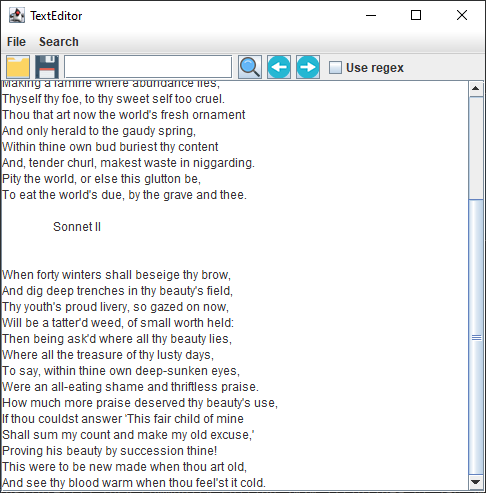 TextEditor
File Search
Use regex
Making a famine where abundance lies,
Thyself thy foe, to thy sweet self too cruel.
Thou that art now the world's fresh ornament
And only herald to the gaudy spring,
Within thine own bud buriest thy content
And, tender churl, makest waste in niggarding.
Pity the world, or else this glutton be,
To eat the world's due, by the grave and thee.
Sonnet II
When forty winters shall beseige thy brow,
And dig deep trenches in thy beauty's field,
Thy youth's proud livery, so gazed on now,
Will be a tatter'd weed, of small worth held:
Then being ask'd where all thy beauty lies,
Where all the treasure of thy lusty days,
To say, within thine own deep-sunken eyes,
Were an all-eating shame and thriftless praise.
How much more praise deserved thy beauty's use,
If thou couldst answer 'This fair child of mine
Shall sum my count and make my old excuse,'
Proving his beauty by succession thine!
This were to be new made when thou art old,
And see thy blood warm when thou feel'st it cold.